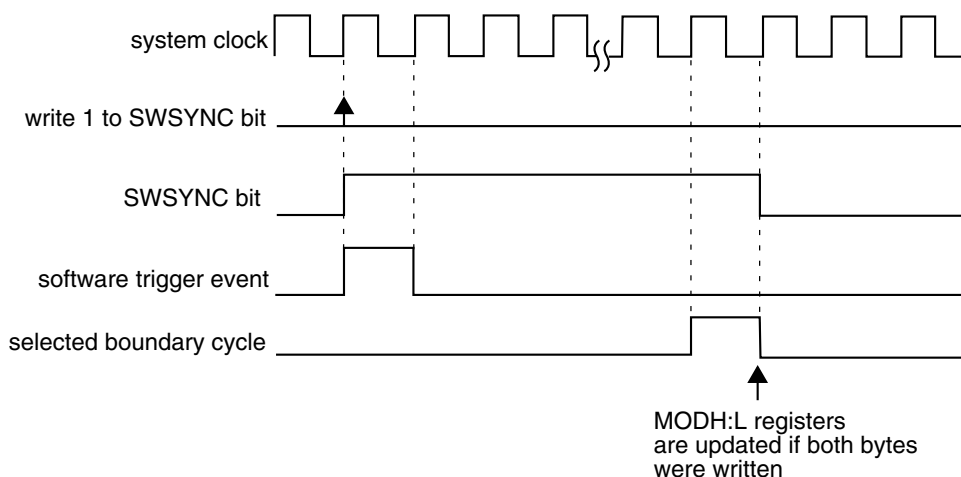 system clock
write 1 to SWSYNC bit
SWSYNC bit
software trigger event
selected boundary cycle
MODH:L registers
are updated if both bytes
were written